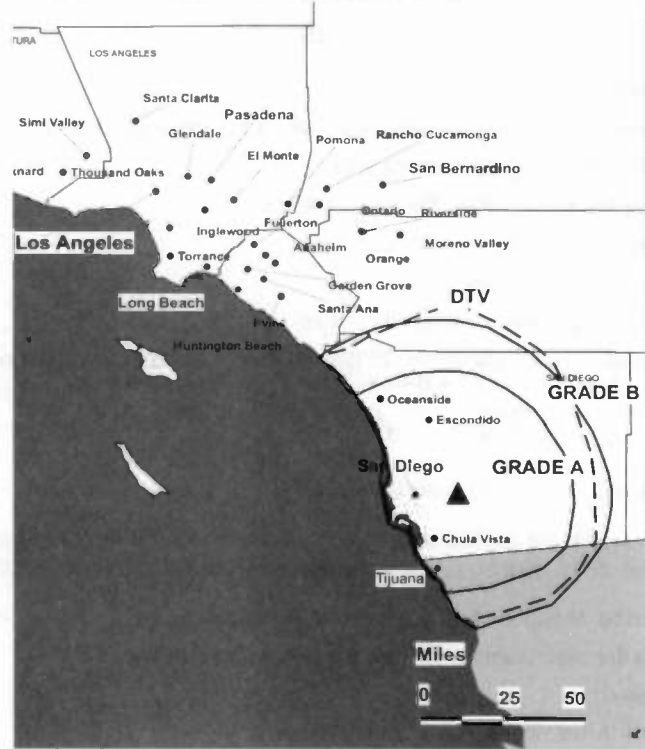 LOS ANGELES
Santa Clarita
Simi Valley
Pasadena
Glendale
Pomona
Rancho Cucamonga
El Monte
San Bernardino
Thousand Oaks
Ontario
Riverside
Inglewood
Fullerton
Los Angeles
Anaheim
Moreno Valley
Torrance
Orange
Garden Grove
Long Beach
Santa Ana
DTV
Irvine
Huntington Beach
SAN DIEGO
GRADE B
Oceanside
Escondido
San Diego
GRADE A
Chula Vista
Tijuana
Miles
0 25 50